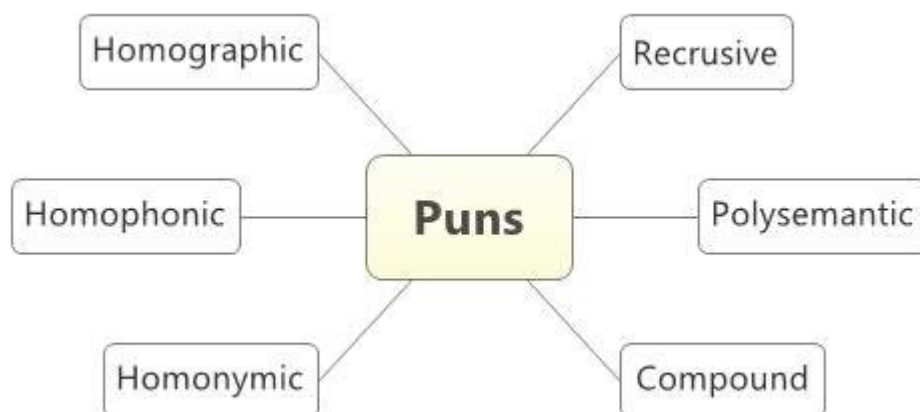 Homographic
Recrusive
Homophonic
Puns
Polysemantic
Homonymic
Compound